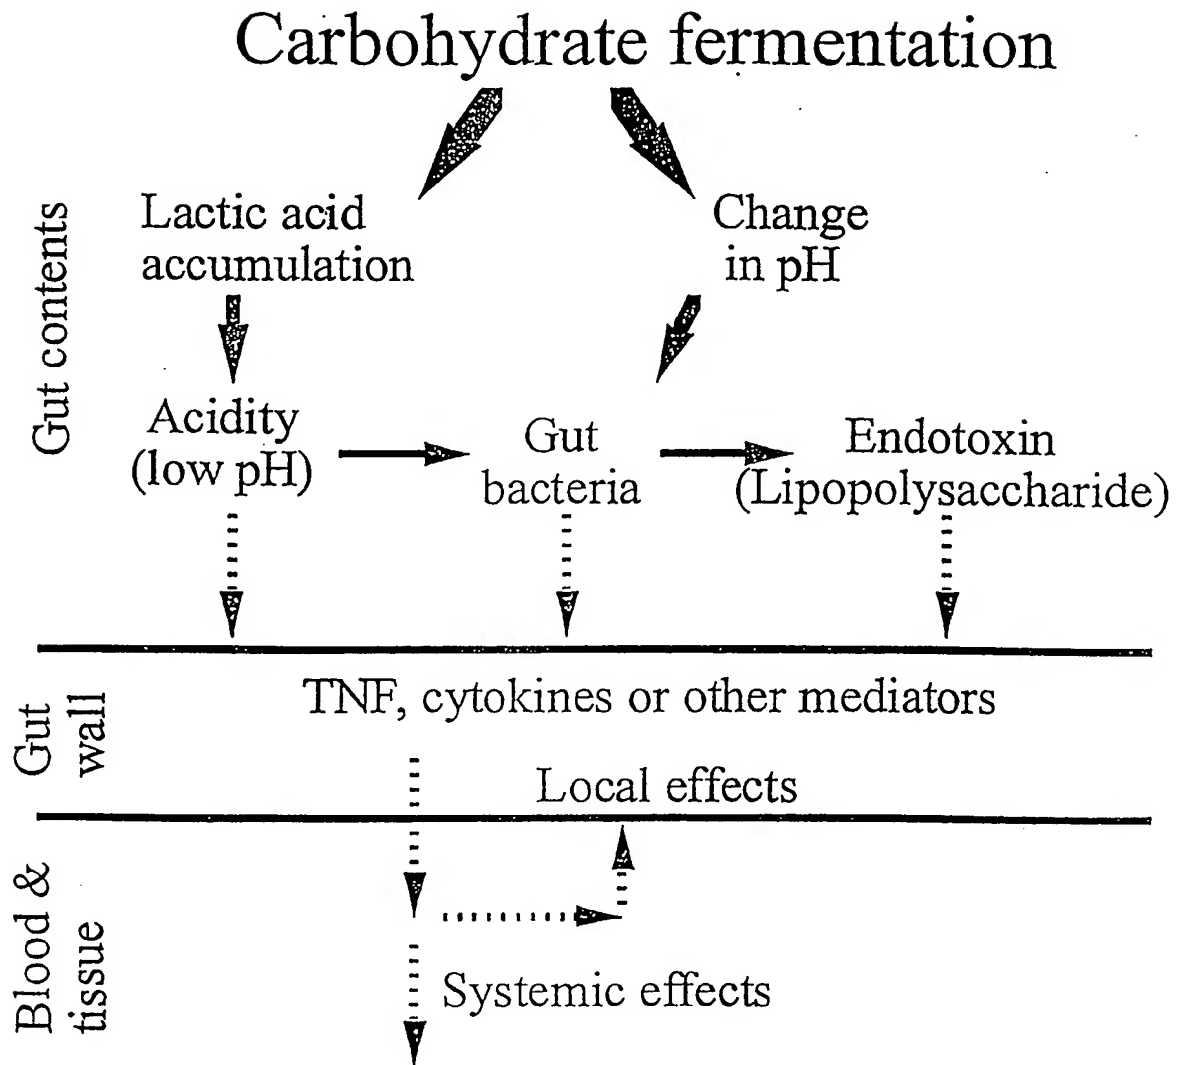 Carbohydrate fermentation
Gut contents
Lactic acid
accumulation
Change
in pH
Acidity
(low pH)
Gut
bacteria
Endotoxin
(Lipopolysaccharide)
Gut
wall
TNF, cytokines or other mediators
Local effects
Blood &
tissue
Systemic effects